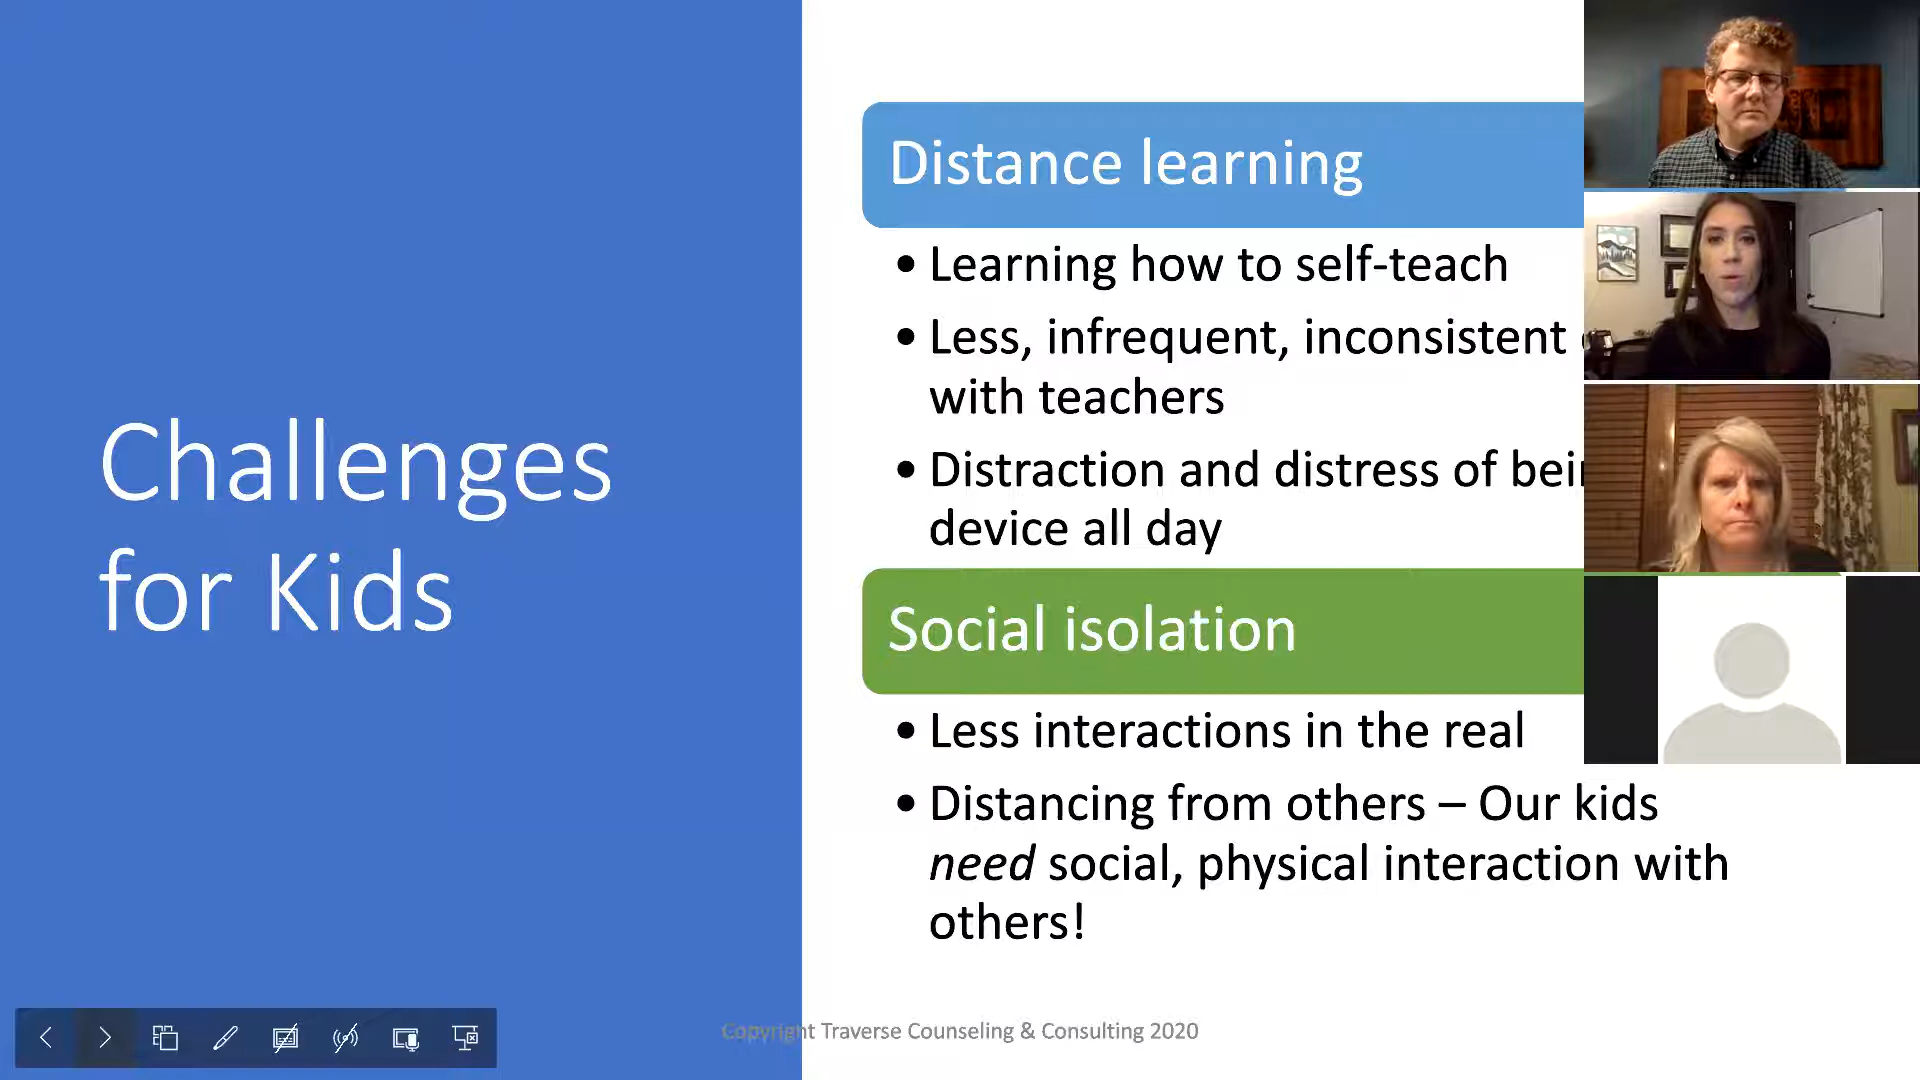 Challenges
for Kids
Distance learning
• Learning how to self-teach
• Less, infrequent, inconsistent
with teachers
• Distraction and distress of
device all day
Social isolation
• Less interactions in the real
• Distancing from others – Our kids
need social, physical interaction with
others!
Copyright Traverse Counseling & Consulting 2020